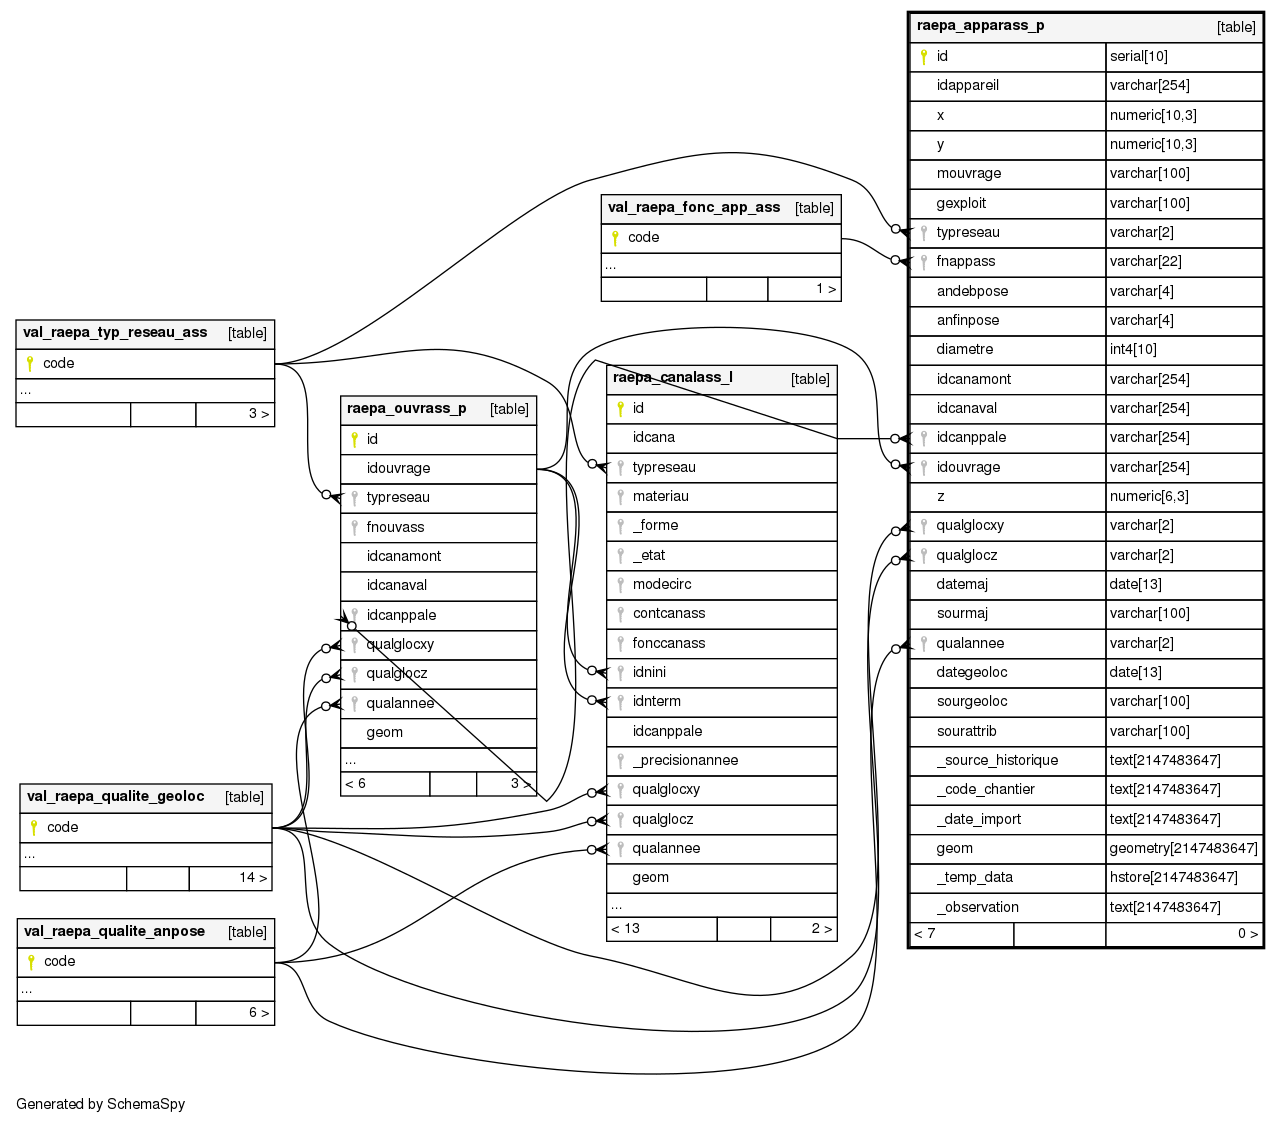 raepa_apparass_p [table]
id serial[10]
idappareil varchar[254]
x numeric[10,3]
y numeric[10,3]
mouvrage varchar[100]
gexploit varchar[100]
typreseau varchar[2]
fnappass varchar[22]
andebpose varchar[4]
anfinpose varchar[4]
diametre int4[10]
idcanamont varchar[254]
idcanaval varchar[254]
idcanppale varchar[254]
idouvrage varchar[254]
z numeric[6,3]
qualglocxy varchar[2]
qualglocz varchar[2]
datemaj date[13]
sourmaj varchar[100]
qualannee varchar[2]
dategeoloc date[13]
sourgeoloc varchar[100]
sourattrib varchar[100]
_source_historique text[2147483647]
_code_chantier text[2147483647]
_date_import text[2147483647]
geom geometry[2147483647]
_temp_data hstore[2147483647]
_observation text[2147483647]
< 7 0 >
val_raepa_fonc_app_ass [table]
code
...
1 >
val_raepa_typ_reseau_ass [table]
code
...
3 >
raepa_canalass_l [table]
id
idcana
typreseau
materiau
_forme
_etat
modecirc
contcanass
fonccanass
idnini
idnterm
idcanppale
_precisionannee
qualglocxy
qualglocz
qualannee
geom
...
< 13 2 >
raepa_ouvrass_p [table]
id
idouvrage
typreseau
fnouvass
idcanamont
idcanaval
idcanppale
qualglocxy
qualglocz
qualannee
geom
...
< 6 3 >
val_raepa_qualite_geoloc [table]
code
...
14 >
val_raepa_qualite_anpose [table]
code
...
6 >
Generated by SchemaSpy